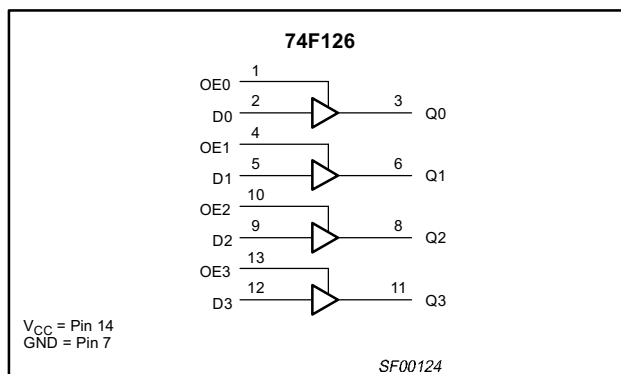 74F126
OE0 1
D0 2 3 Q0
OE1 4
D1 5 6 Q1
OE2 10
D2 9 8 Q2
OE3 13
D3 12 11 Q3
VCC = Pin 14
GND = Pin 7
SF00124